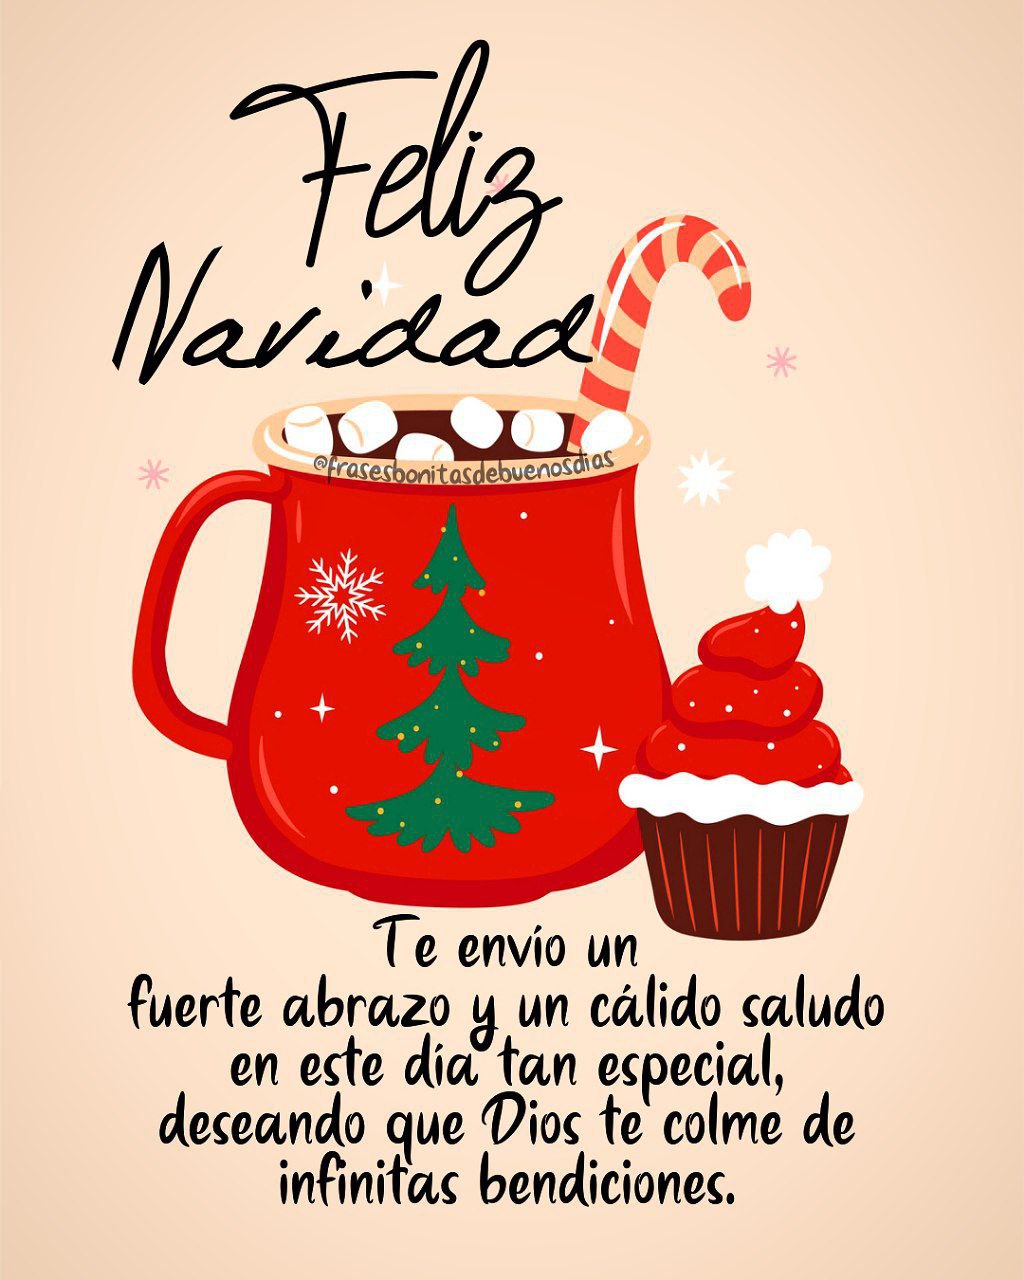 Feliz
Navidad
@frasesbonitasdebuenosdias
Te envío un
fuerte abrazo y un cálido saludo
en este día tan especial,
deseando que Dios te colme de
infinitas bendiciones.